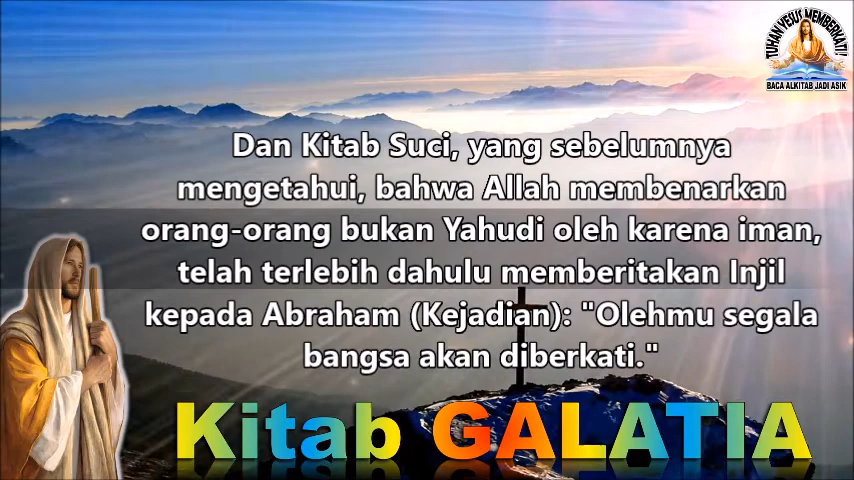 TUHAN YESUS MEMBERKATI!
BACA ALKITAB JADI ASIK
Dan Kitab Suci, yang sebelumnya
mengetahui, bahwa Allah membenarkan
orang-orang bukan Yahudi oleh karena iman,
telah terlebih dahulu memberitakan Injil
kepada Abraham (Kejadian): "Olehmu segala
bangsa akan diberkati."
Kitab GALATIA